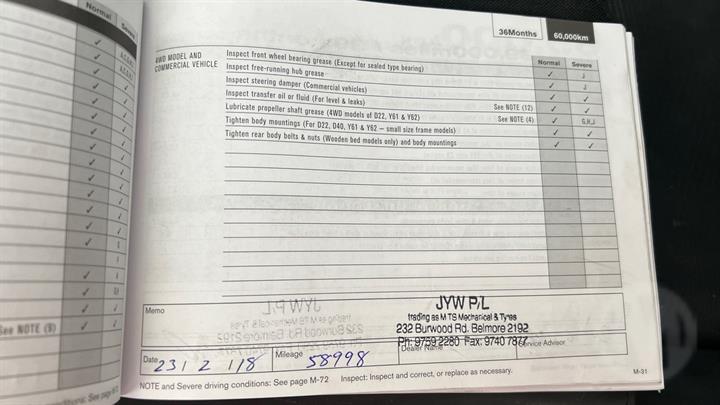 Normal Severe
See NOTE (9)
36Months 60,000km
Normal Severe
4WD MODEL AND
COMMERCIAL VEHICLE
Inspect front wheel bearing grease (Except for sealed type bearing) ✓ J
Inspect free-running hub grease ✓ J
Inspect steering damper (Commercial vehicles) ✓ ✓
Inspect transfer oil or fluid (For level & leaks) See NOTE (12) ✓ ✓
Lubricate propeller shaft grease (4WD models of D22, Y61 & Y62) See NOTE (4) ✓ G,H,J
Tighten body mountings (For D22, D40, Y61 & Y62 – small size frame models) ✓ ✓
Tighten rear body bolts & nuts (Wooden bed models only) and body mountings ✓ ✓
Memo
JYW P/L
trading as M TS Mechanical & Tyres
232 Burwood Rd. Belmore 2192
Ph: 9759 2280 Fax: 9740 7877
Dealer Name Service Advisor
Date 23 / 2 / 18 Mileage 58998
NOTE and Severe driving conditions: See page M-72 Inspect: Inspect and correct, or replace as necessary.
M-31